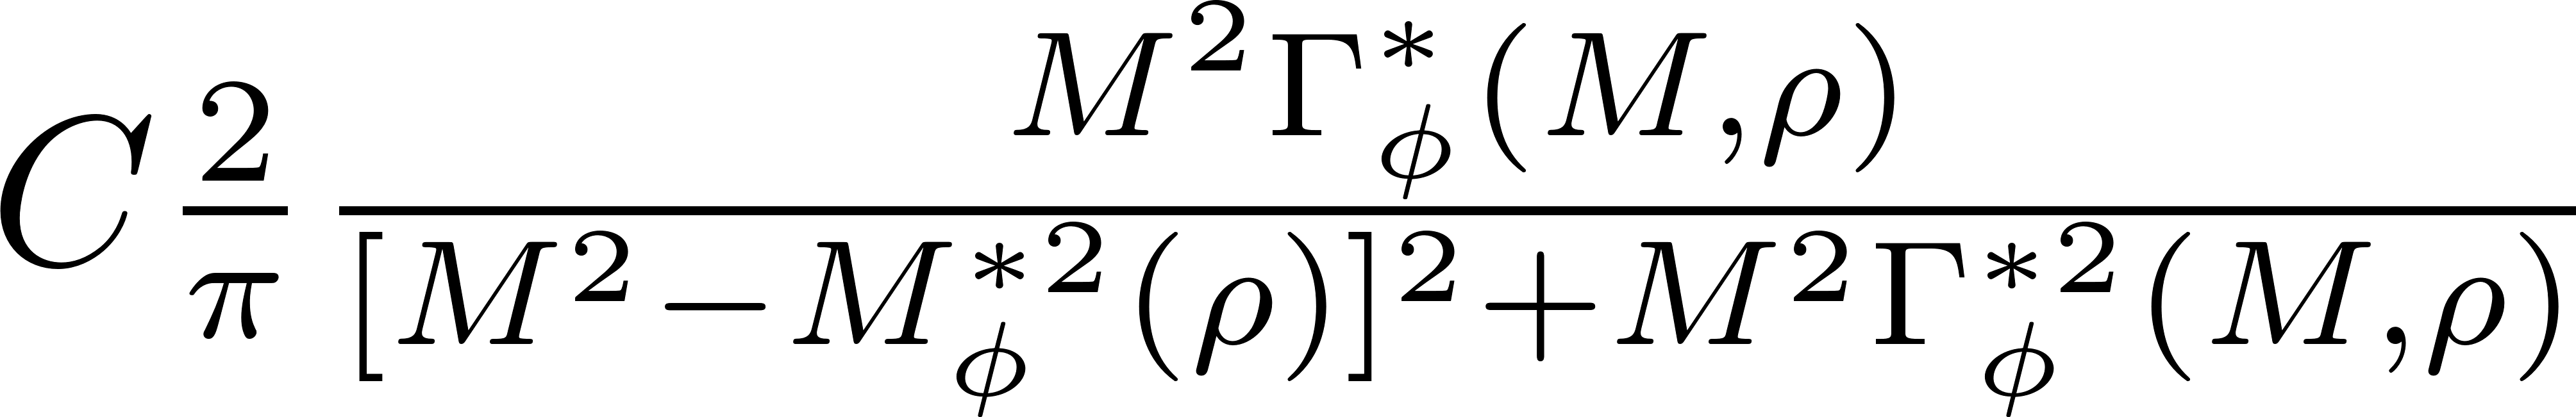 C \frac{2}{\pi} \frac{M^2 \Gamma^*_\phi (M, \rho)}{[M^2 - M^{*2}_\phi (\rho)]^2 + M^2 \Gamma^{*2}_\phi (M, \rho)}